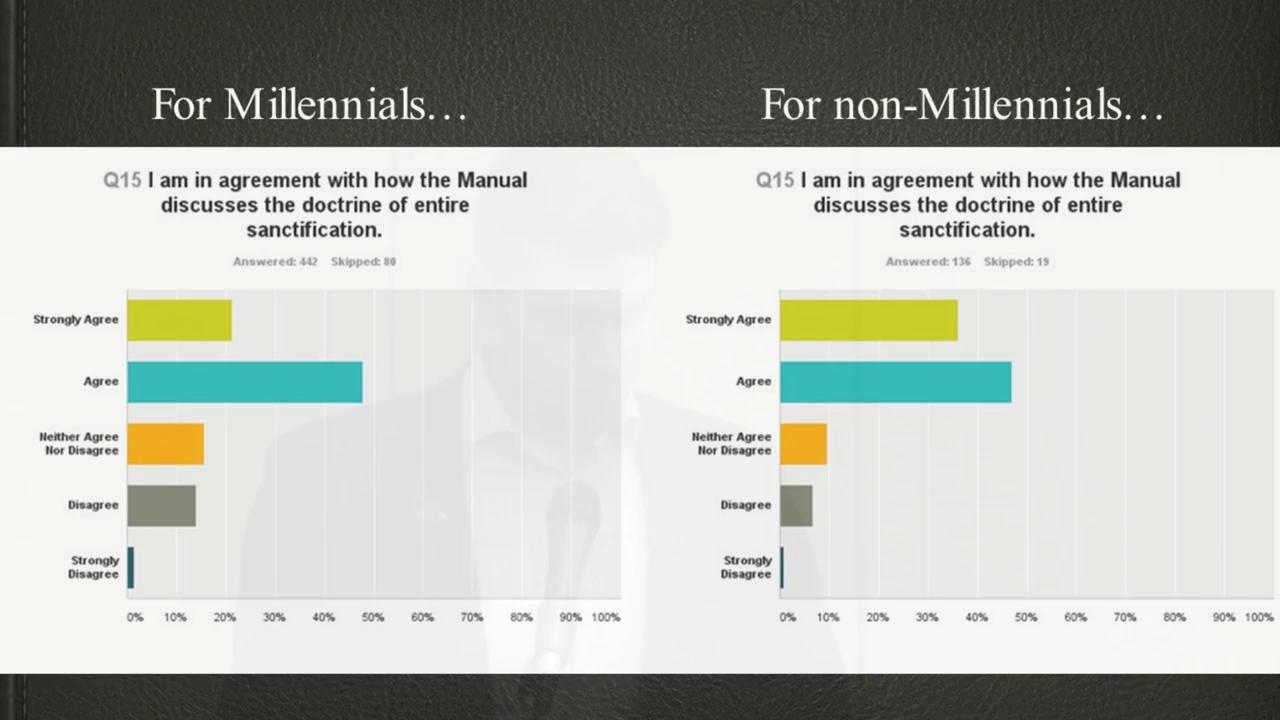 For Millennials…
For non-Millennials…
Q15 I am in agreement with how the Manual
discusses the doctrine of entire
sanctification.
Answered: 442 Skipped: 80
Strongly Agree
Agree
Neither Agree
Nor Disagree
Disagree
Strongly
Disagree
0% 10% 20% 30% 40% 50% 60% 70% 80% 90% 100%
Q15 I am in agreement with how the Manual
discusses the doctrine of entire
sanctification.
Answered: 136 Skipped: 19
Strongly Agree
Agree
Neither Agree
Nor Disagree
Disagree
Strongly
Disagree
0% 10% 20% 30% 40% 50% 60% 70% 80% 90% 100%